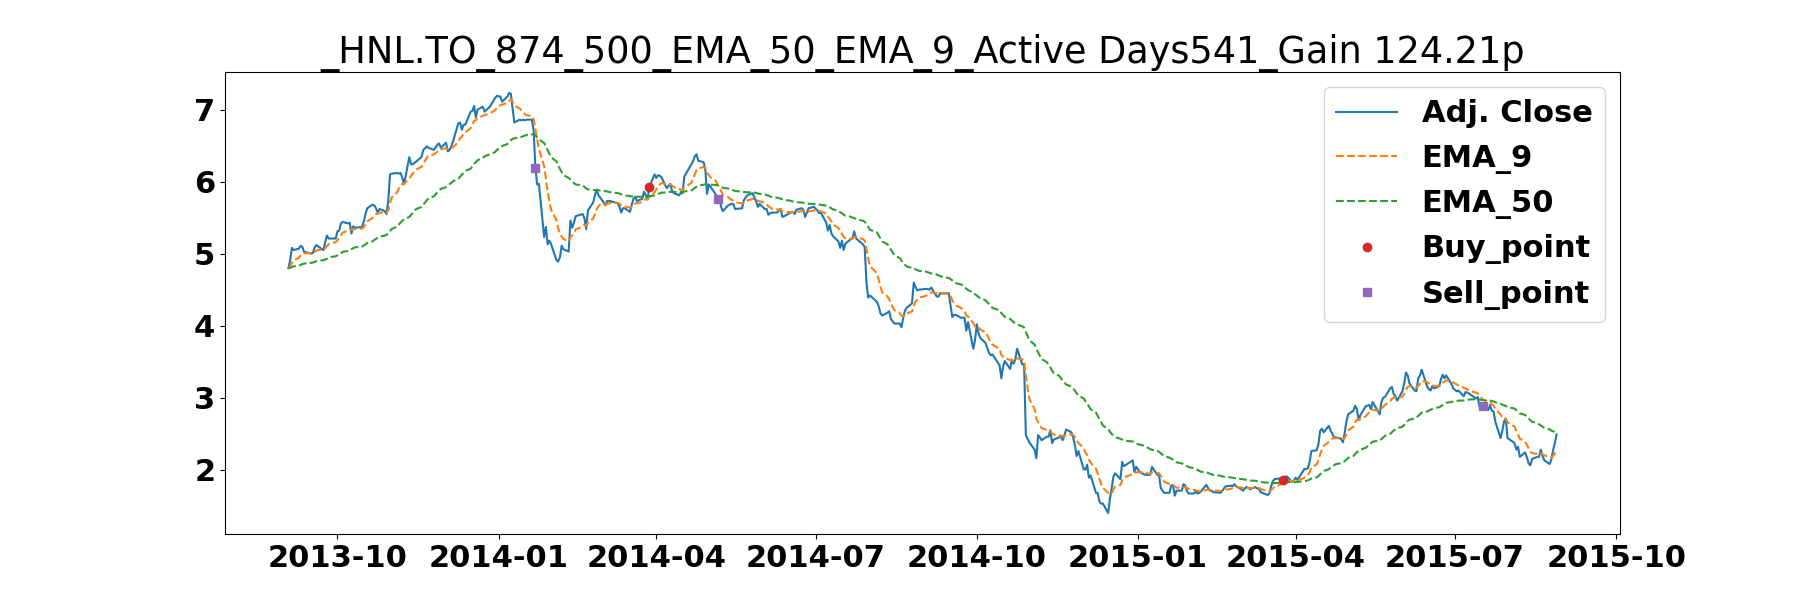 _HNL.TO_874_500_EMA_50_EMA_9_Active Days541_Gain 124.21p
7
6
5
4
3
2
Adj. Close
EMA_9
EMA_50
Buy_point
Sell_point
2013-10 2014-01 2014-04 2014-07 2014-10 2015-01 2015-04 2015-07 2015-10